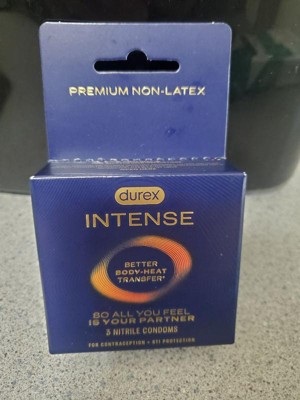 PREMIUM NON-LATEX
durex
INTENSE
BETTER
BODY-HEAT
TRANSFER*
SO ALL YOU FEEL
IS YOUR PARTNER
3 NITRILE CONDOMS
FOR CONTRACEPTION + STI PROTECTION